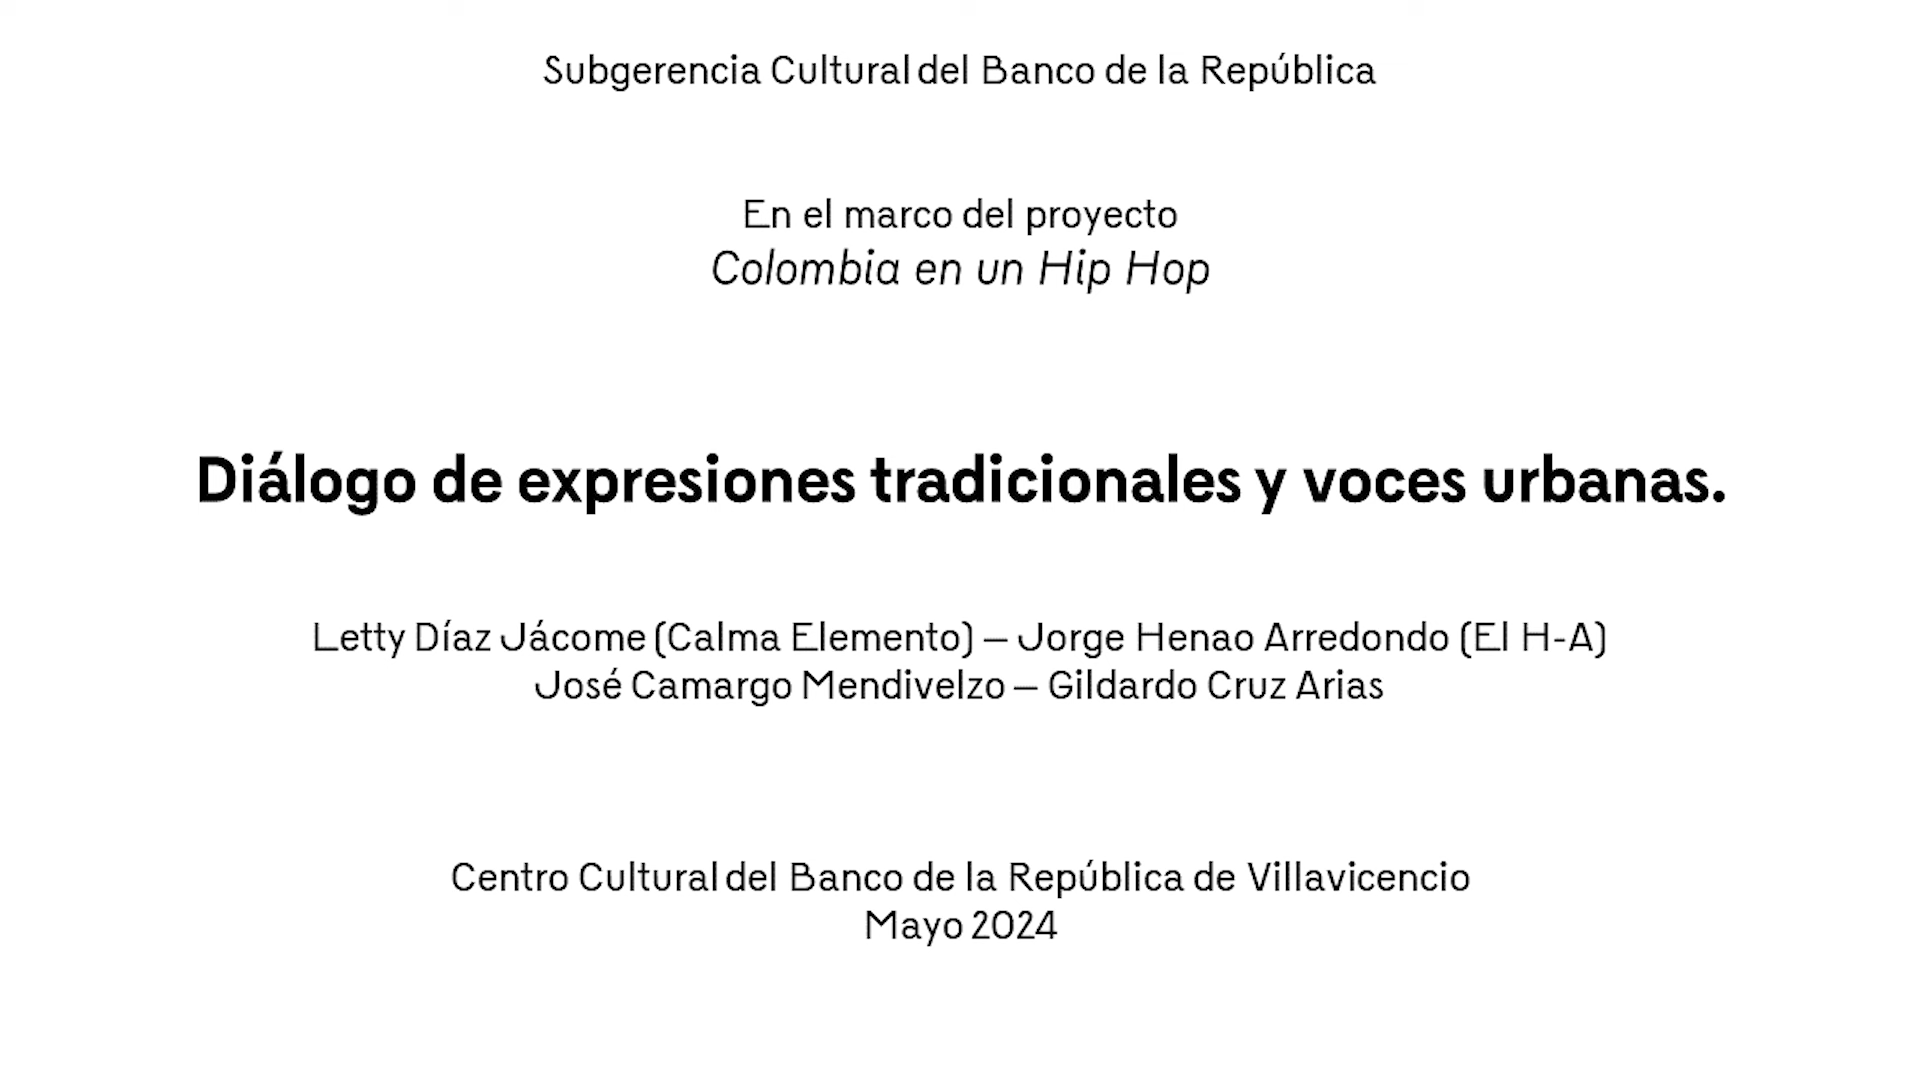 Subgerencia Cultural del Banco de la República
En el marco del proyecto
Colombia en un Hip Hop
Diálogo de expresiones tradicionales y voces urbanas.
Letty Díaz Jácome (Calma Elemento) – Jorge Henao Arredondo (El H-A)
José Camargo Mendivelzo – Gildardo Cruz Arias
Centro Cultural del Banco de la República de Villavicencio
Mayo 2024